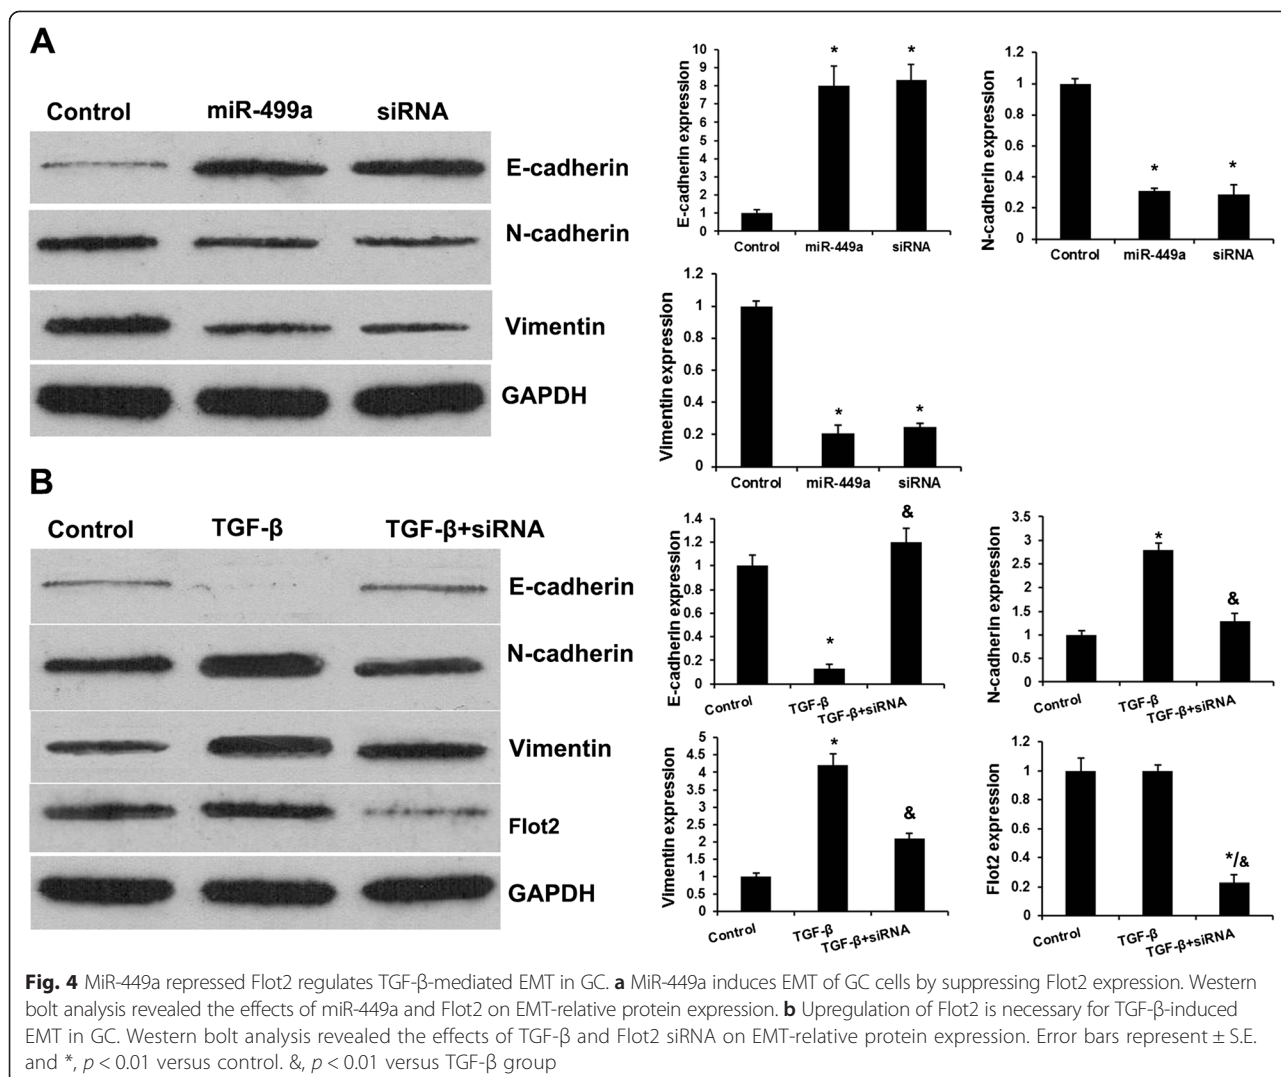 A
Control miR-499a siRNA
E-cadherin
N-cadherin
Vimentin
GAPDH
E-cadherin expression
10
9
8
7
6
5
4
3
2
1
0
* *
Control miR-449a siRNA
N-cadherin expression
1.2
1
0.8
0.6
0.4
0.2
0
* *
Control miR-449a siRNA
Vimentin expression
1.2
1
0.8
0.6
0.4
0.2
0
* *
Control miR-449a siRNA
B
Control TGF-β TGF-β+siRNA
E-cadherin
N-cadherin
Vimentin
Flot2
GAPDH
E-cadherin expression
1.4
1.2
1
0.8
0.6
0.4
0.2
0
* &
Control TGF-β TGF-β+siRNA
N-cadherin expression
3.5
3
2.5
2
1.5
1
0.5
0
* &
Control TGF-β TGF-β+siRNA
Vimentin expression
5
4.5
4
3.5
3
2.5
2
1.5
1
0.5
0
* &
Control TGF-β TGF-β+siRNA
Flot2 expression
1.2
1
0.8
0.6
0.4
0.2
0
*/&
Control TGF-β TGF-β+siRNA
Fig. 4 MiR-449a repressed Flot2 regulates TGF-β-mediated EMT in GC. a MiR-449a induces EMT of GC cells by suppressing Flot2 expression. Western
bolt analysis revealed the effects of miR-449a and Flot2 on EMT-relative protein expression. b Upregulation of Flot2 is necessary for TGF-β-induced
EMT in GC. Western bolt analysis revealed the effects of TGF-β and Flot2 siRNA on EMT-relative protein expression. Error bars represent ± S.E.
and *, p < 0.01 versus control. &, p < 0.01 versus TGF-β group